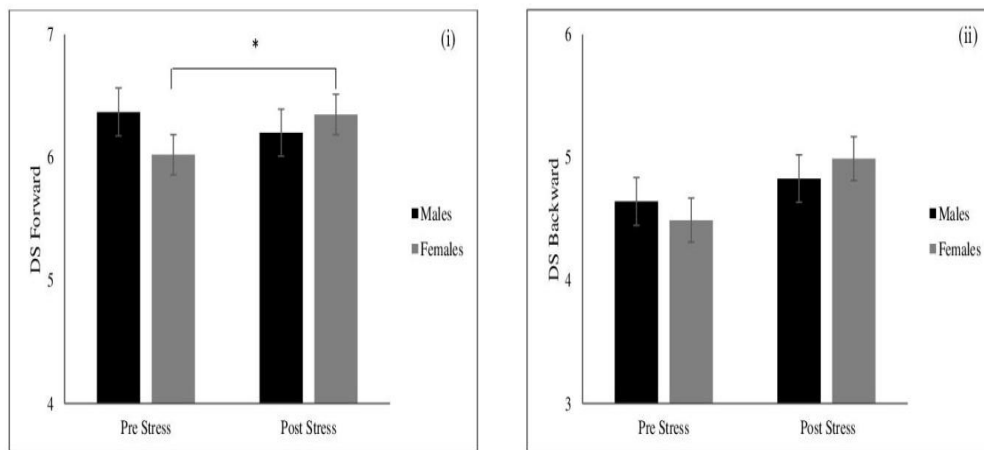 (i)
7
6
5
4
DS Forward
*
Pre Stress
Post Stress
Males
Females
(ii)
6
5
4
3
DS Backward
Pre Stress
Post Stress
Males
Females